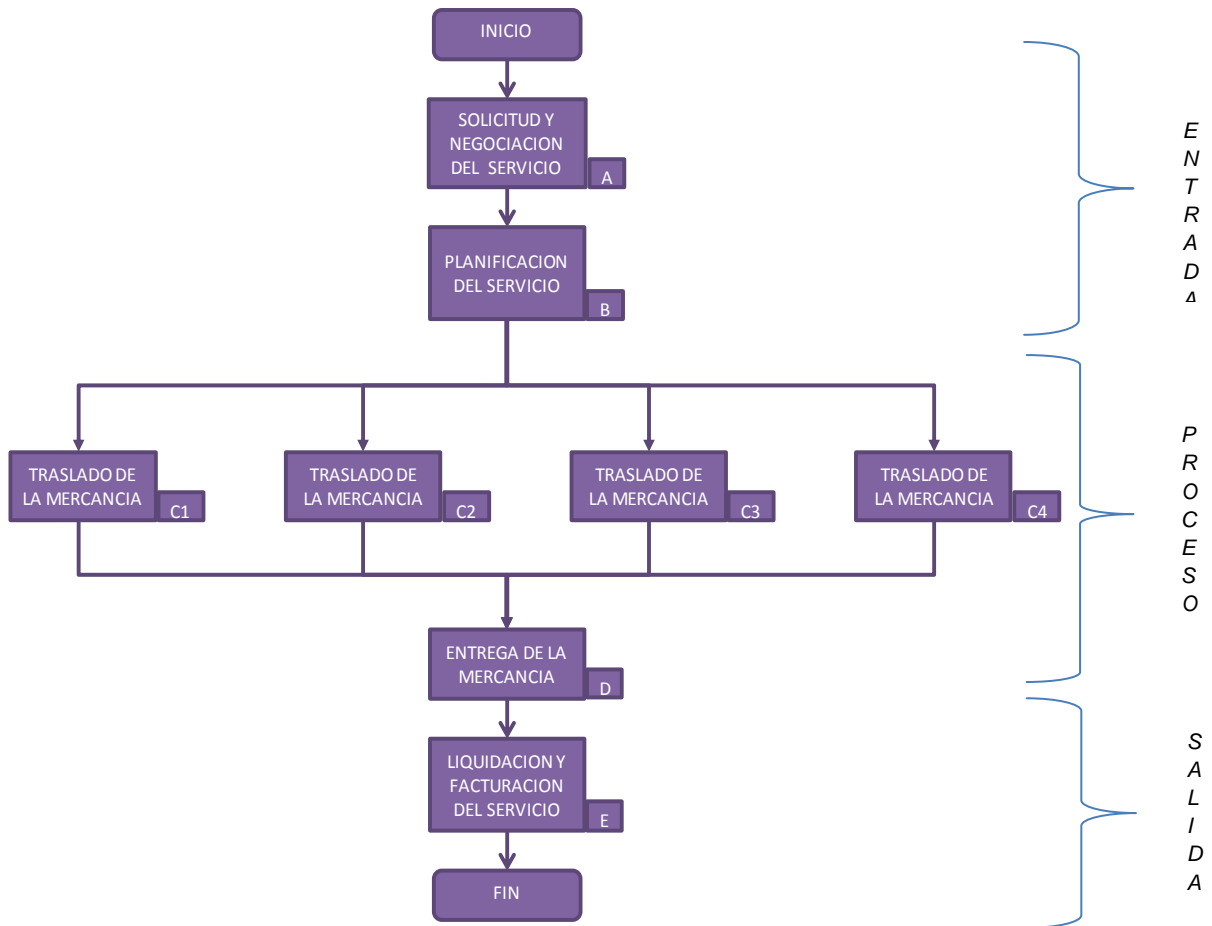 INICIO
SOLICITUD Y
NEGOCIACION
DEL SERVICIO
A
PLANIFICACION
DEL SERVICIO
B
E
N
T
R
A
D
A
TRASLADO DE
LA MERCANCIA
C1
TRASLADO DE
LA MERCANCIA
C2
TRASLADO DE
LA MERCANCIA
C3
TRASLADO DE
LA MERCANCIA
C4
P
R
O
C
E
S
O
ENTREGA DE LA
MERCANCIA
D
LIQUIDACION Y
FACTURACION
DEL SERVICIO
E
FIN
S
A
L
I
D
A